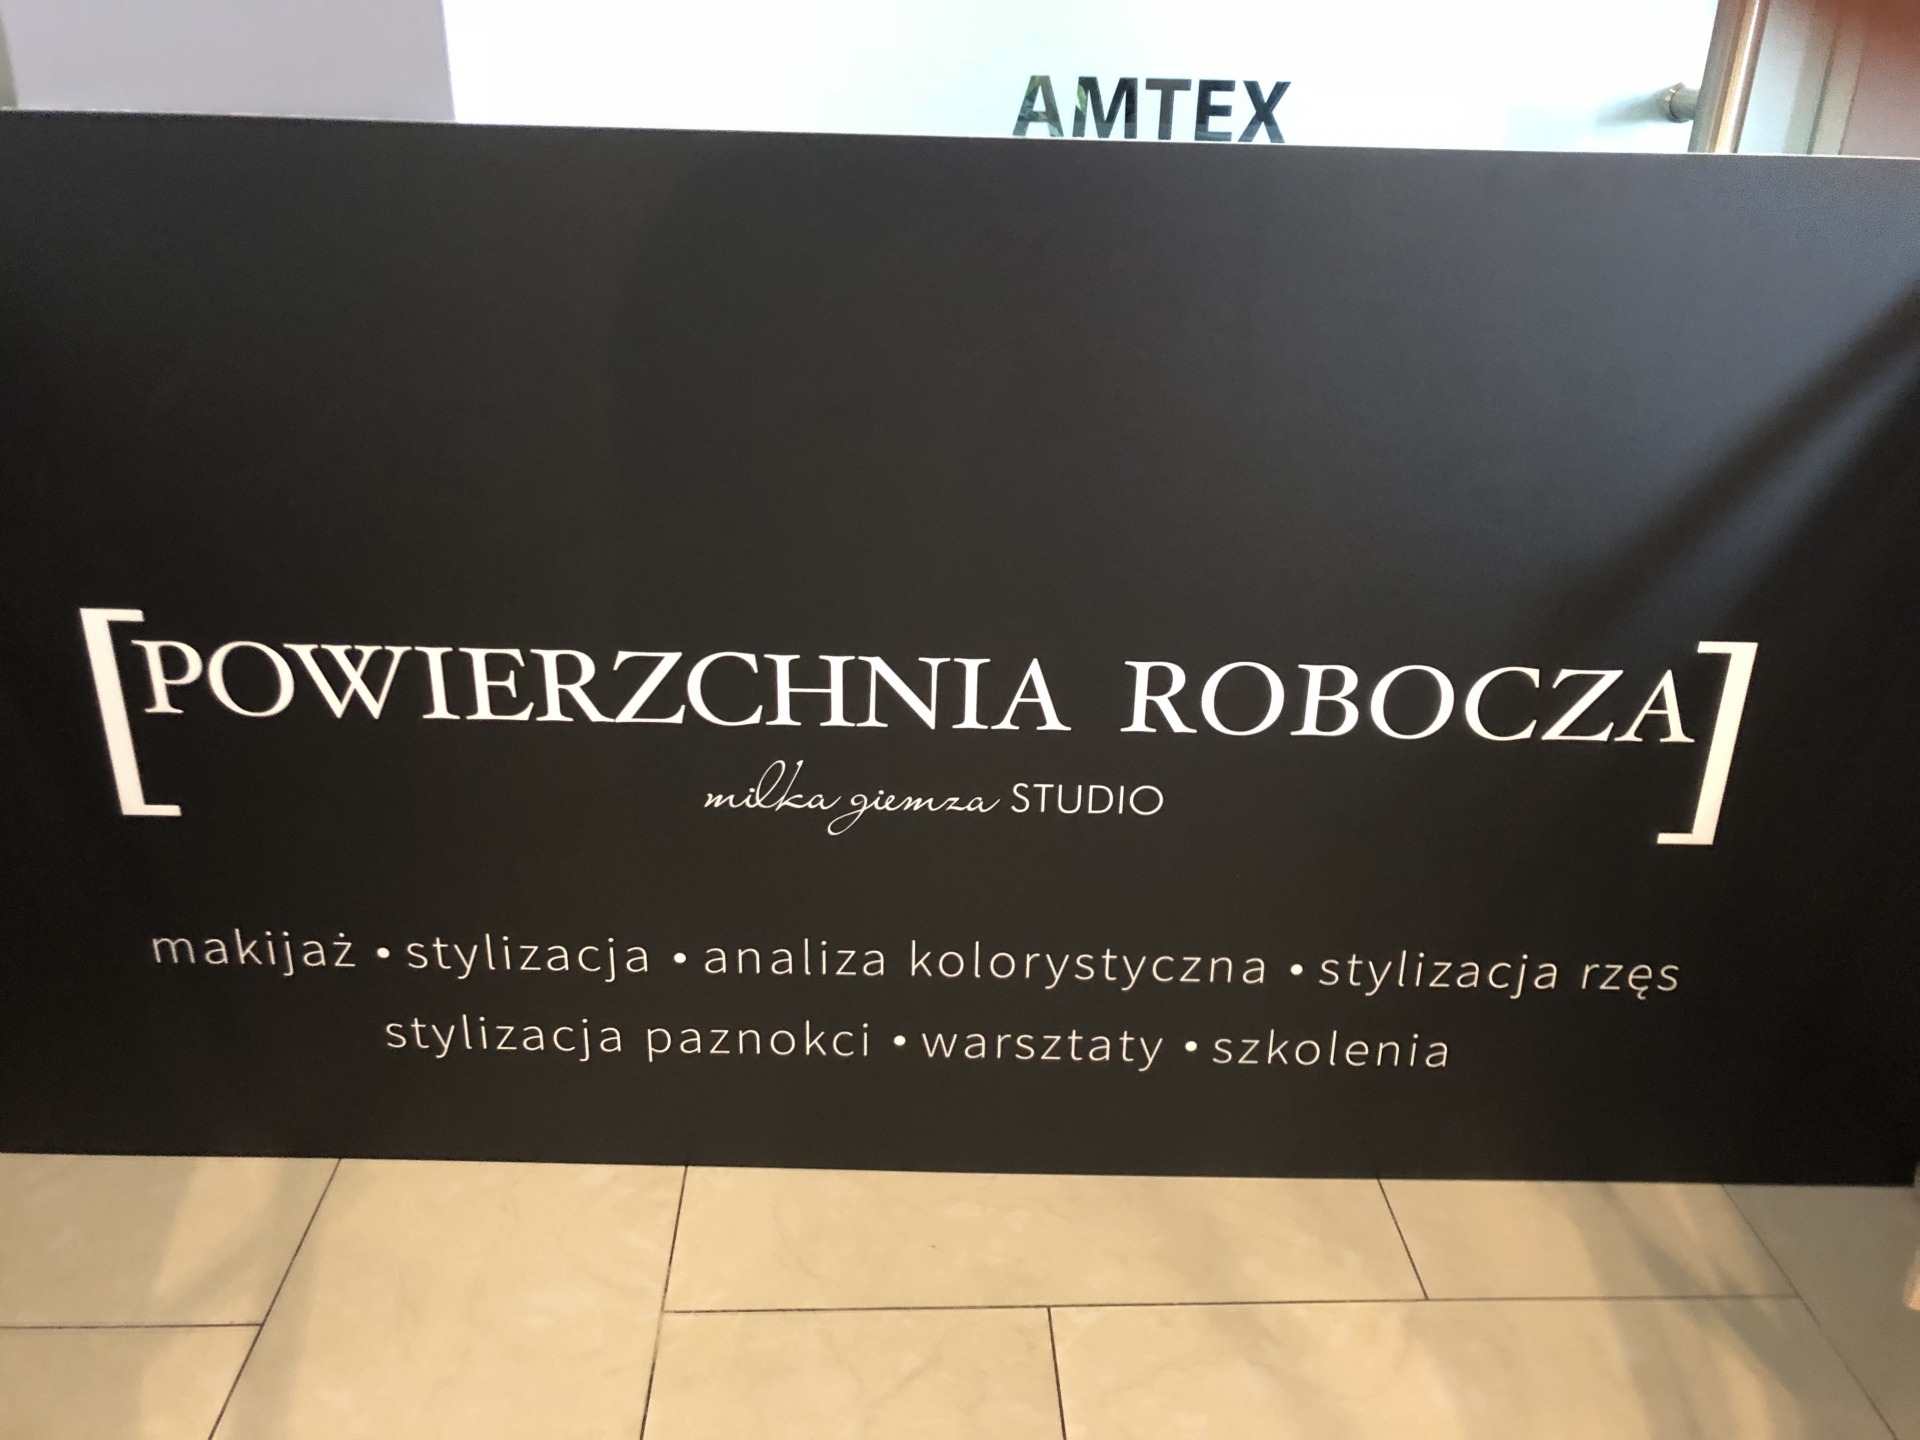 AMTEX
[POWIERZCHNIA ROBOCZA]
milka giemza STUDIO
makijaż • stylizacja • analiza kolorystyczna • stylizacja rzęs
stylizacja paznokci • warsztaty • szkolenia